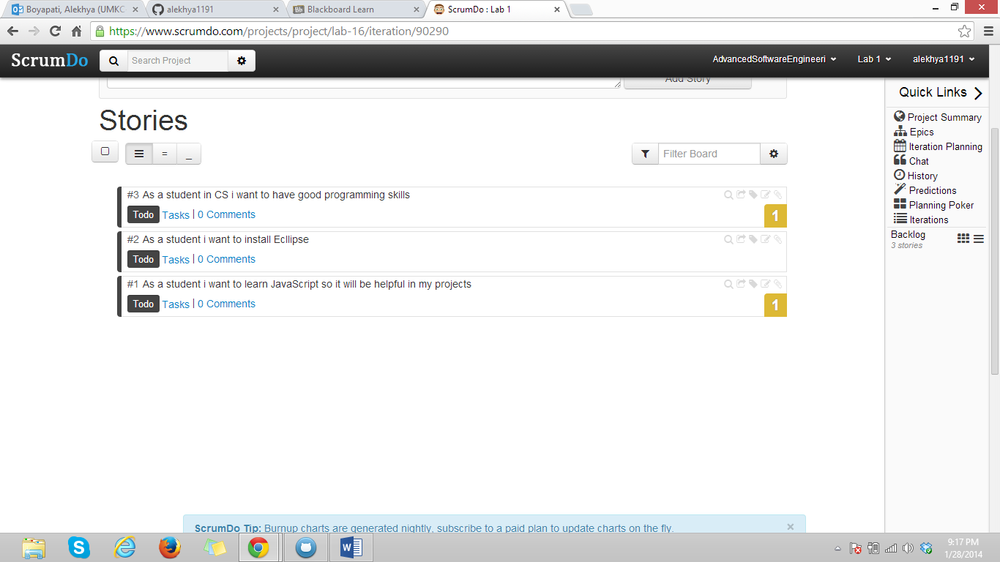 Boyapati, Alekhya (UMKC
alekhya1191
Blackboard Learn
ScrumDo : Lab 1
https://www.scrumdo.com/projects/project/lab-16/iteration/90290
ScrumDo
Search Project
AdvancedSoftwareEngineeri
Lab 1
alekhya1191
Add Story
Quick Links
Project Summary
Epics
Iteration Planning
Chat
History
Predictions
Planning Poker
Iterations
Backlog
3 stories
Stories
= _
Filter Board
#3 As a student in CS i want to have good programming skills
Todo Tasks | 0 Comments
1
#2 As a student i want to install Ecllipse
Todo Tasks | 0 Comments
#1 As a student i want to learn JavaScript so it will be helpful in my projects
Todo Tasks | 0 Comments
1
ScrumDo Tip: Burnup charts are generated nightly, subscribe to a paid plan to update charts on the fly.
9:17 PM
1/28/2014